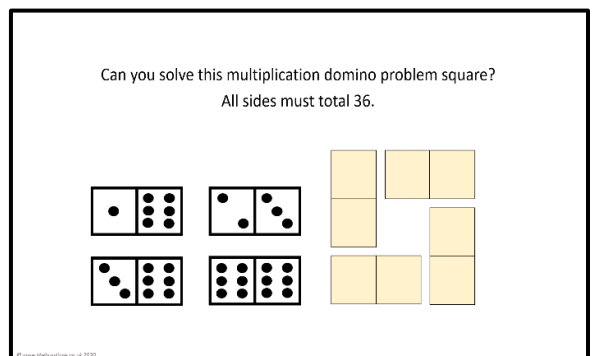 Can you solve this multiplication domino problem square?
All sides must total 36.